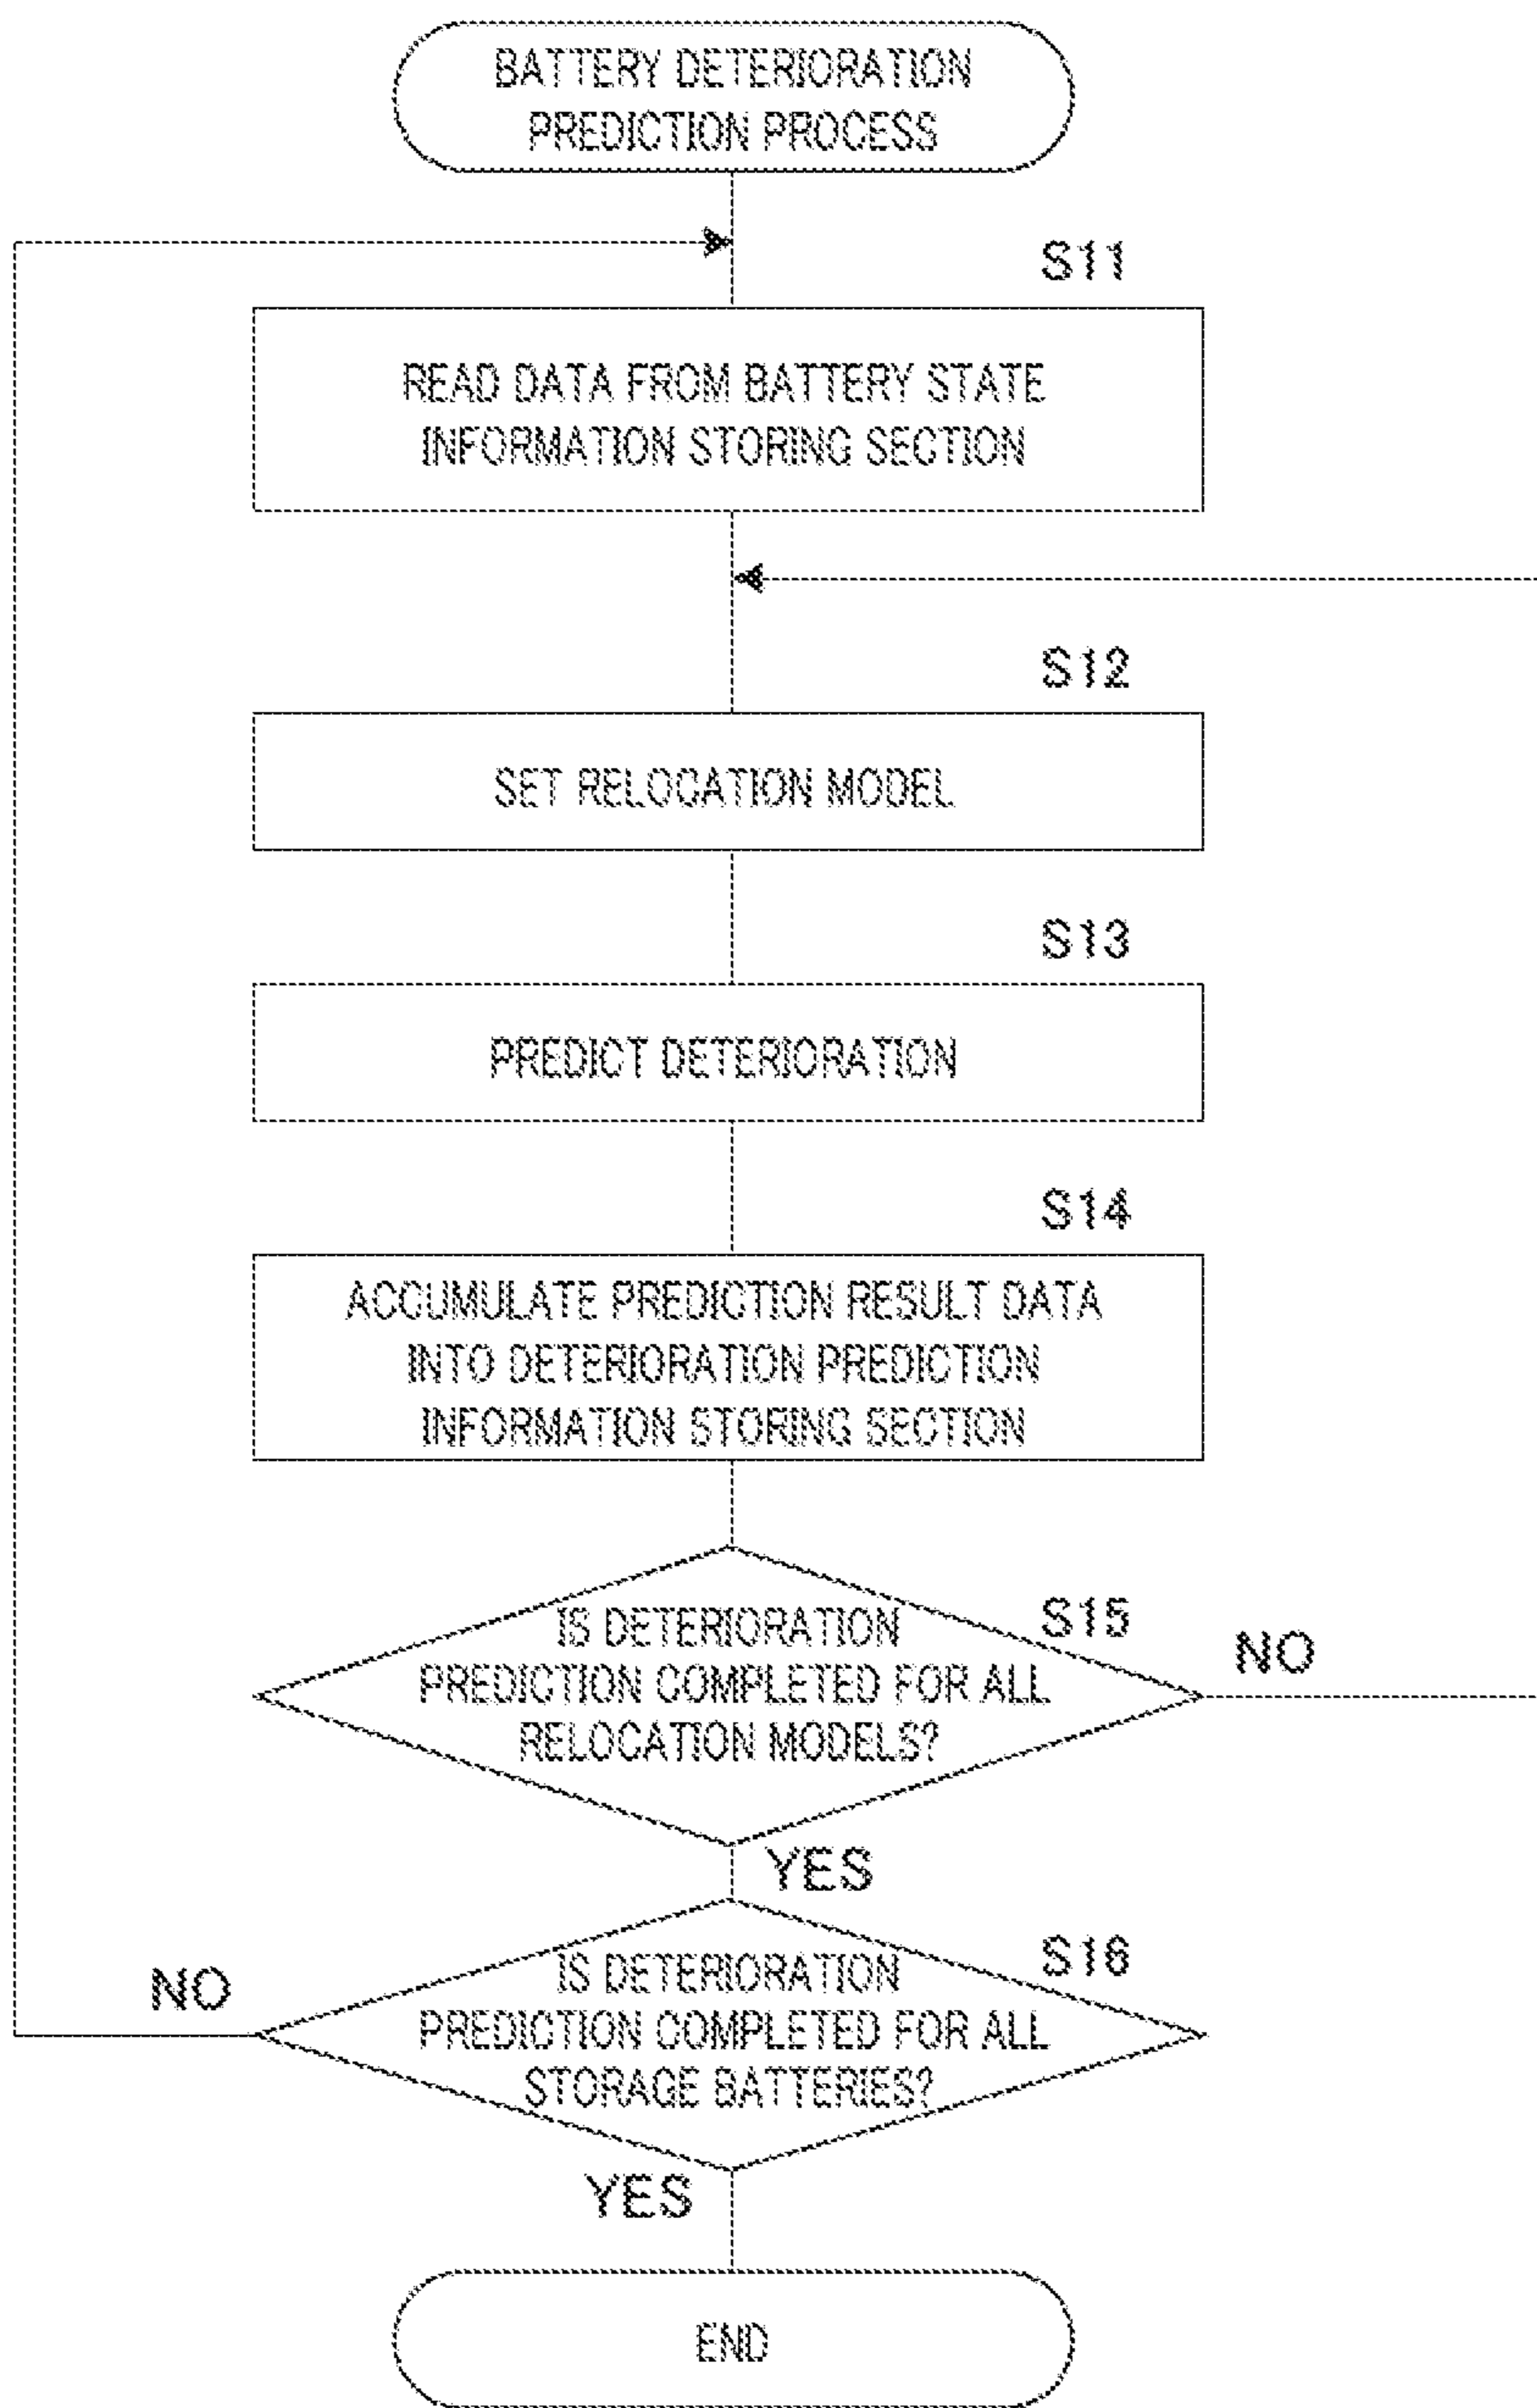 BATTERY DETERIORATION
PREDICTION PROCESS
S11
READ DATA FROM BATTERY STATE
INFORMATION STORING SECTION
S12
SET RELOCATION MODEL
S13
PREDICT DETERIORATION
S14
ACCUMULATE PREDICTION RESULT DATA
INTO DETERIORATION PREDICTION
INFORMATION STORING SECTION
S15
IS DETERIORATION
PREDICTION COMPLETED FOR ALL
RELOCATION MODELS?
NO
YES
S16
IS DETERIORATION
PREDICTION COMPLETED FOR ALL
STORAGE BATTERIES?
NO
YES
END